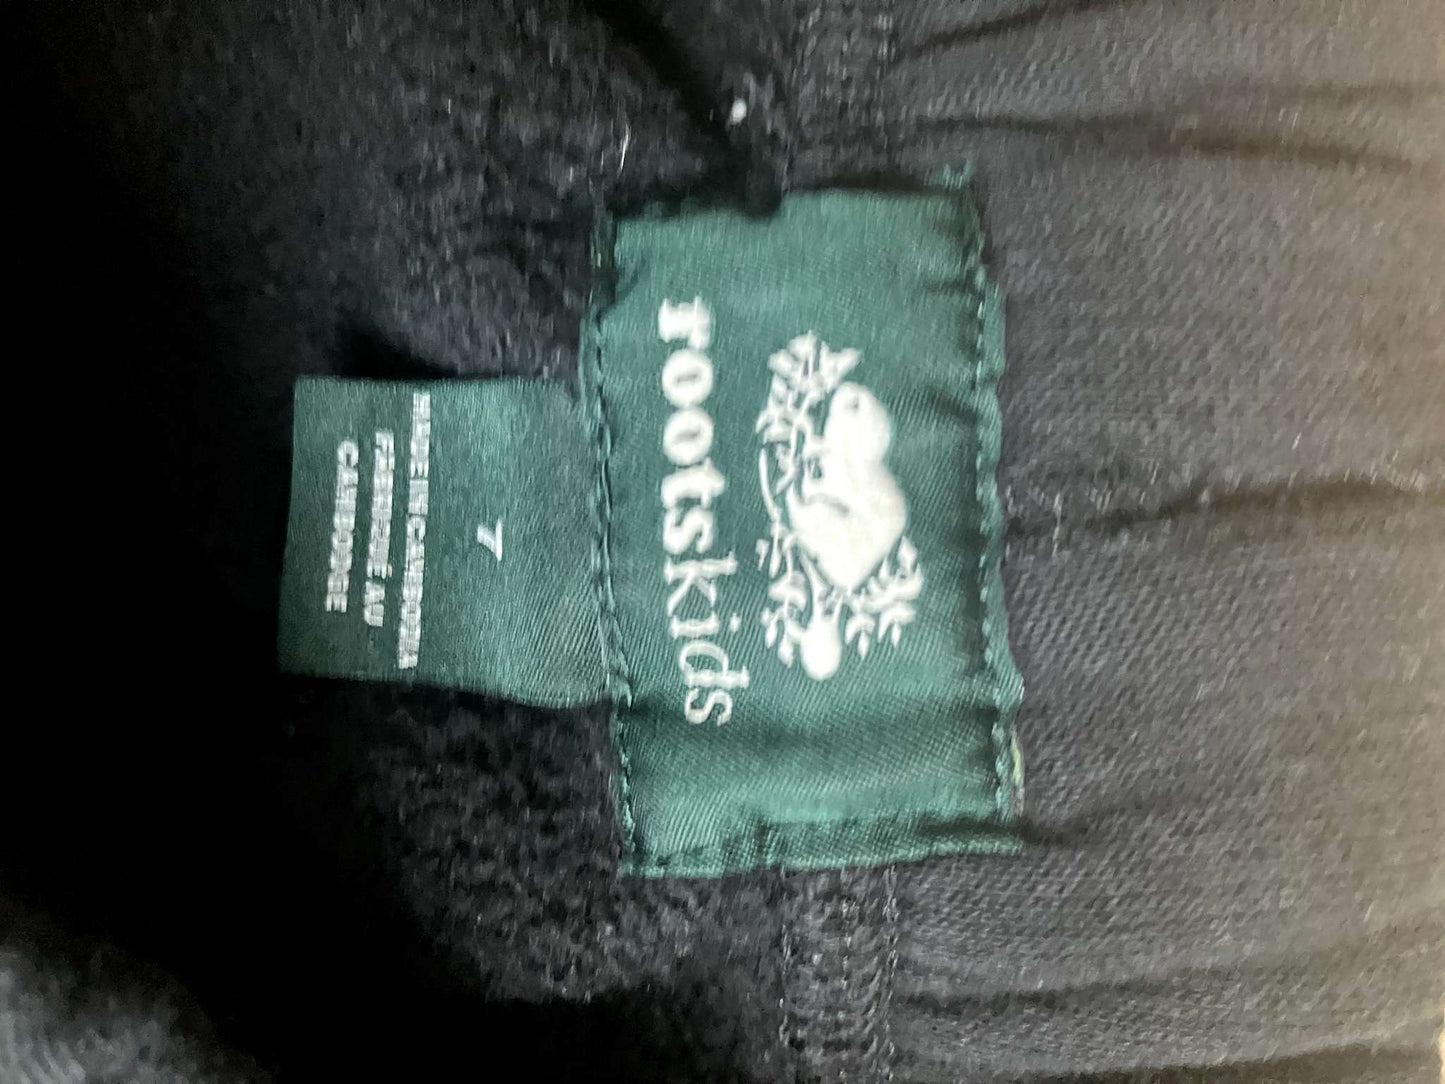 rootskids
7
MADE IN CAMBODIA
FABRIQUÉ AU
CAMBODGE